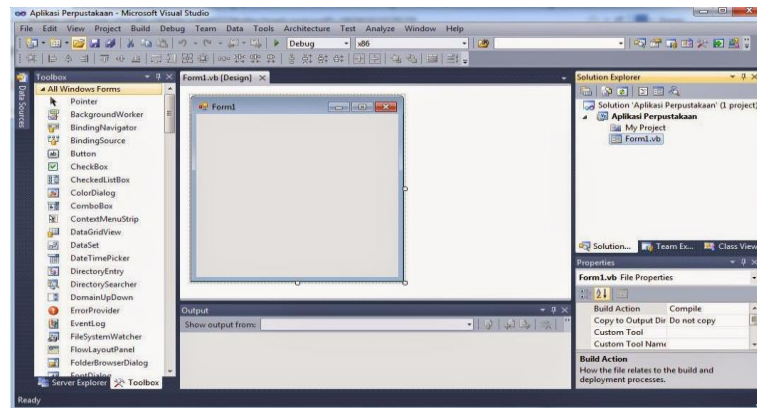 Aplikasi Perpustakaan - Microsoft Visual Studio
File Edit View Project Build Debug Team Data Tools Architecture Test Analyze Window Help
Debug x86
Toolbox
Data Sources
All Windows Forms
Pointer
BackgroundWorker
BindingNavigator
BindingSource
Button
CheckBox
CheckedListBox
ColorDialog
ComboBox
ContextMenuStrip
DataGridView
DataSet
DateTimePicker
DirectoryEntry
DirectorySearcher
DomainUpDown
ErrorProvider
EventLog
FileSystemWatcher
FlowLayoutPanel
FolderBrowserDialog
FontDialog
Server Explorer Toolbox
Form1.vb [Design]
Form1
Output
Show output from:
Solution Explorer
Solution 'Aplikasi Perpustakaan' (1 project)
Aplikasi Perpustakaan
My Project
Form1.vb
Solution... Team Ex... Class View
Properties
Form1.vb File Properties
Build Action Compile
Copy to Output Dir Do not copy
Custom Tool
Custom Tool Name
Build Action
How the file relates to the build and
deployment processes.
Ready